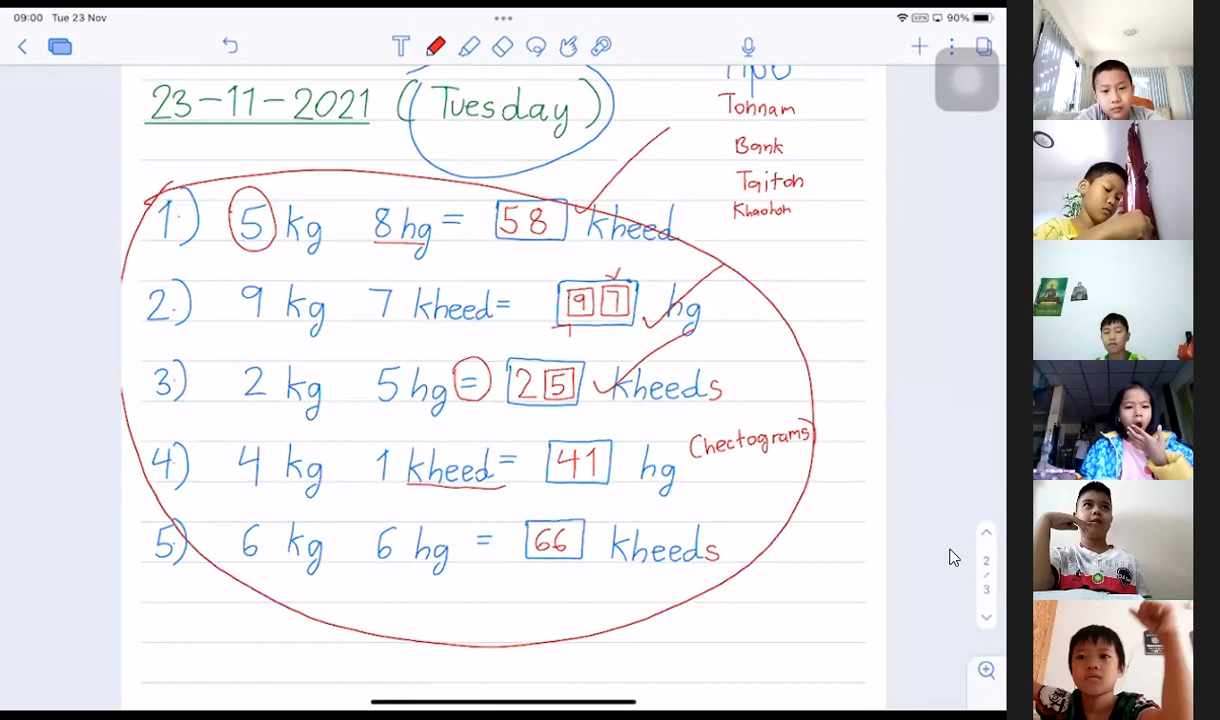 09:00 Tue 23 Nov
VPN 90%
23-11-2021 (Tuesday)
Tohnam
Bank
Taiton
Khaohom
1.) 5 kg 8 hg = 58 kheed
2.) 9 kg 7 kheed = 97 hg
3.) 2 kg 5 hg = 25 kheeds
4.) 4 kg 1 kheed = 41 hg
Chectograms)
5) 6 kg 6 hg = 66 kheeds
2
/
3